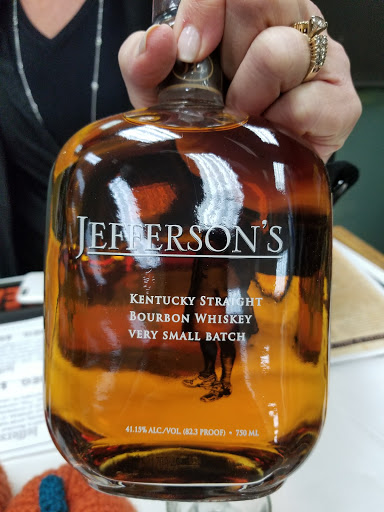 JEFFERSON'S
KENTUCKY STRAIGHT
BOURBON WHISKEY
VERY SMALL BATCH
41.15% ALC/VOL (82.3 PROOF) • 750 ML